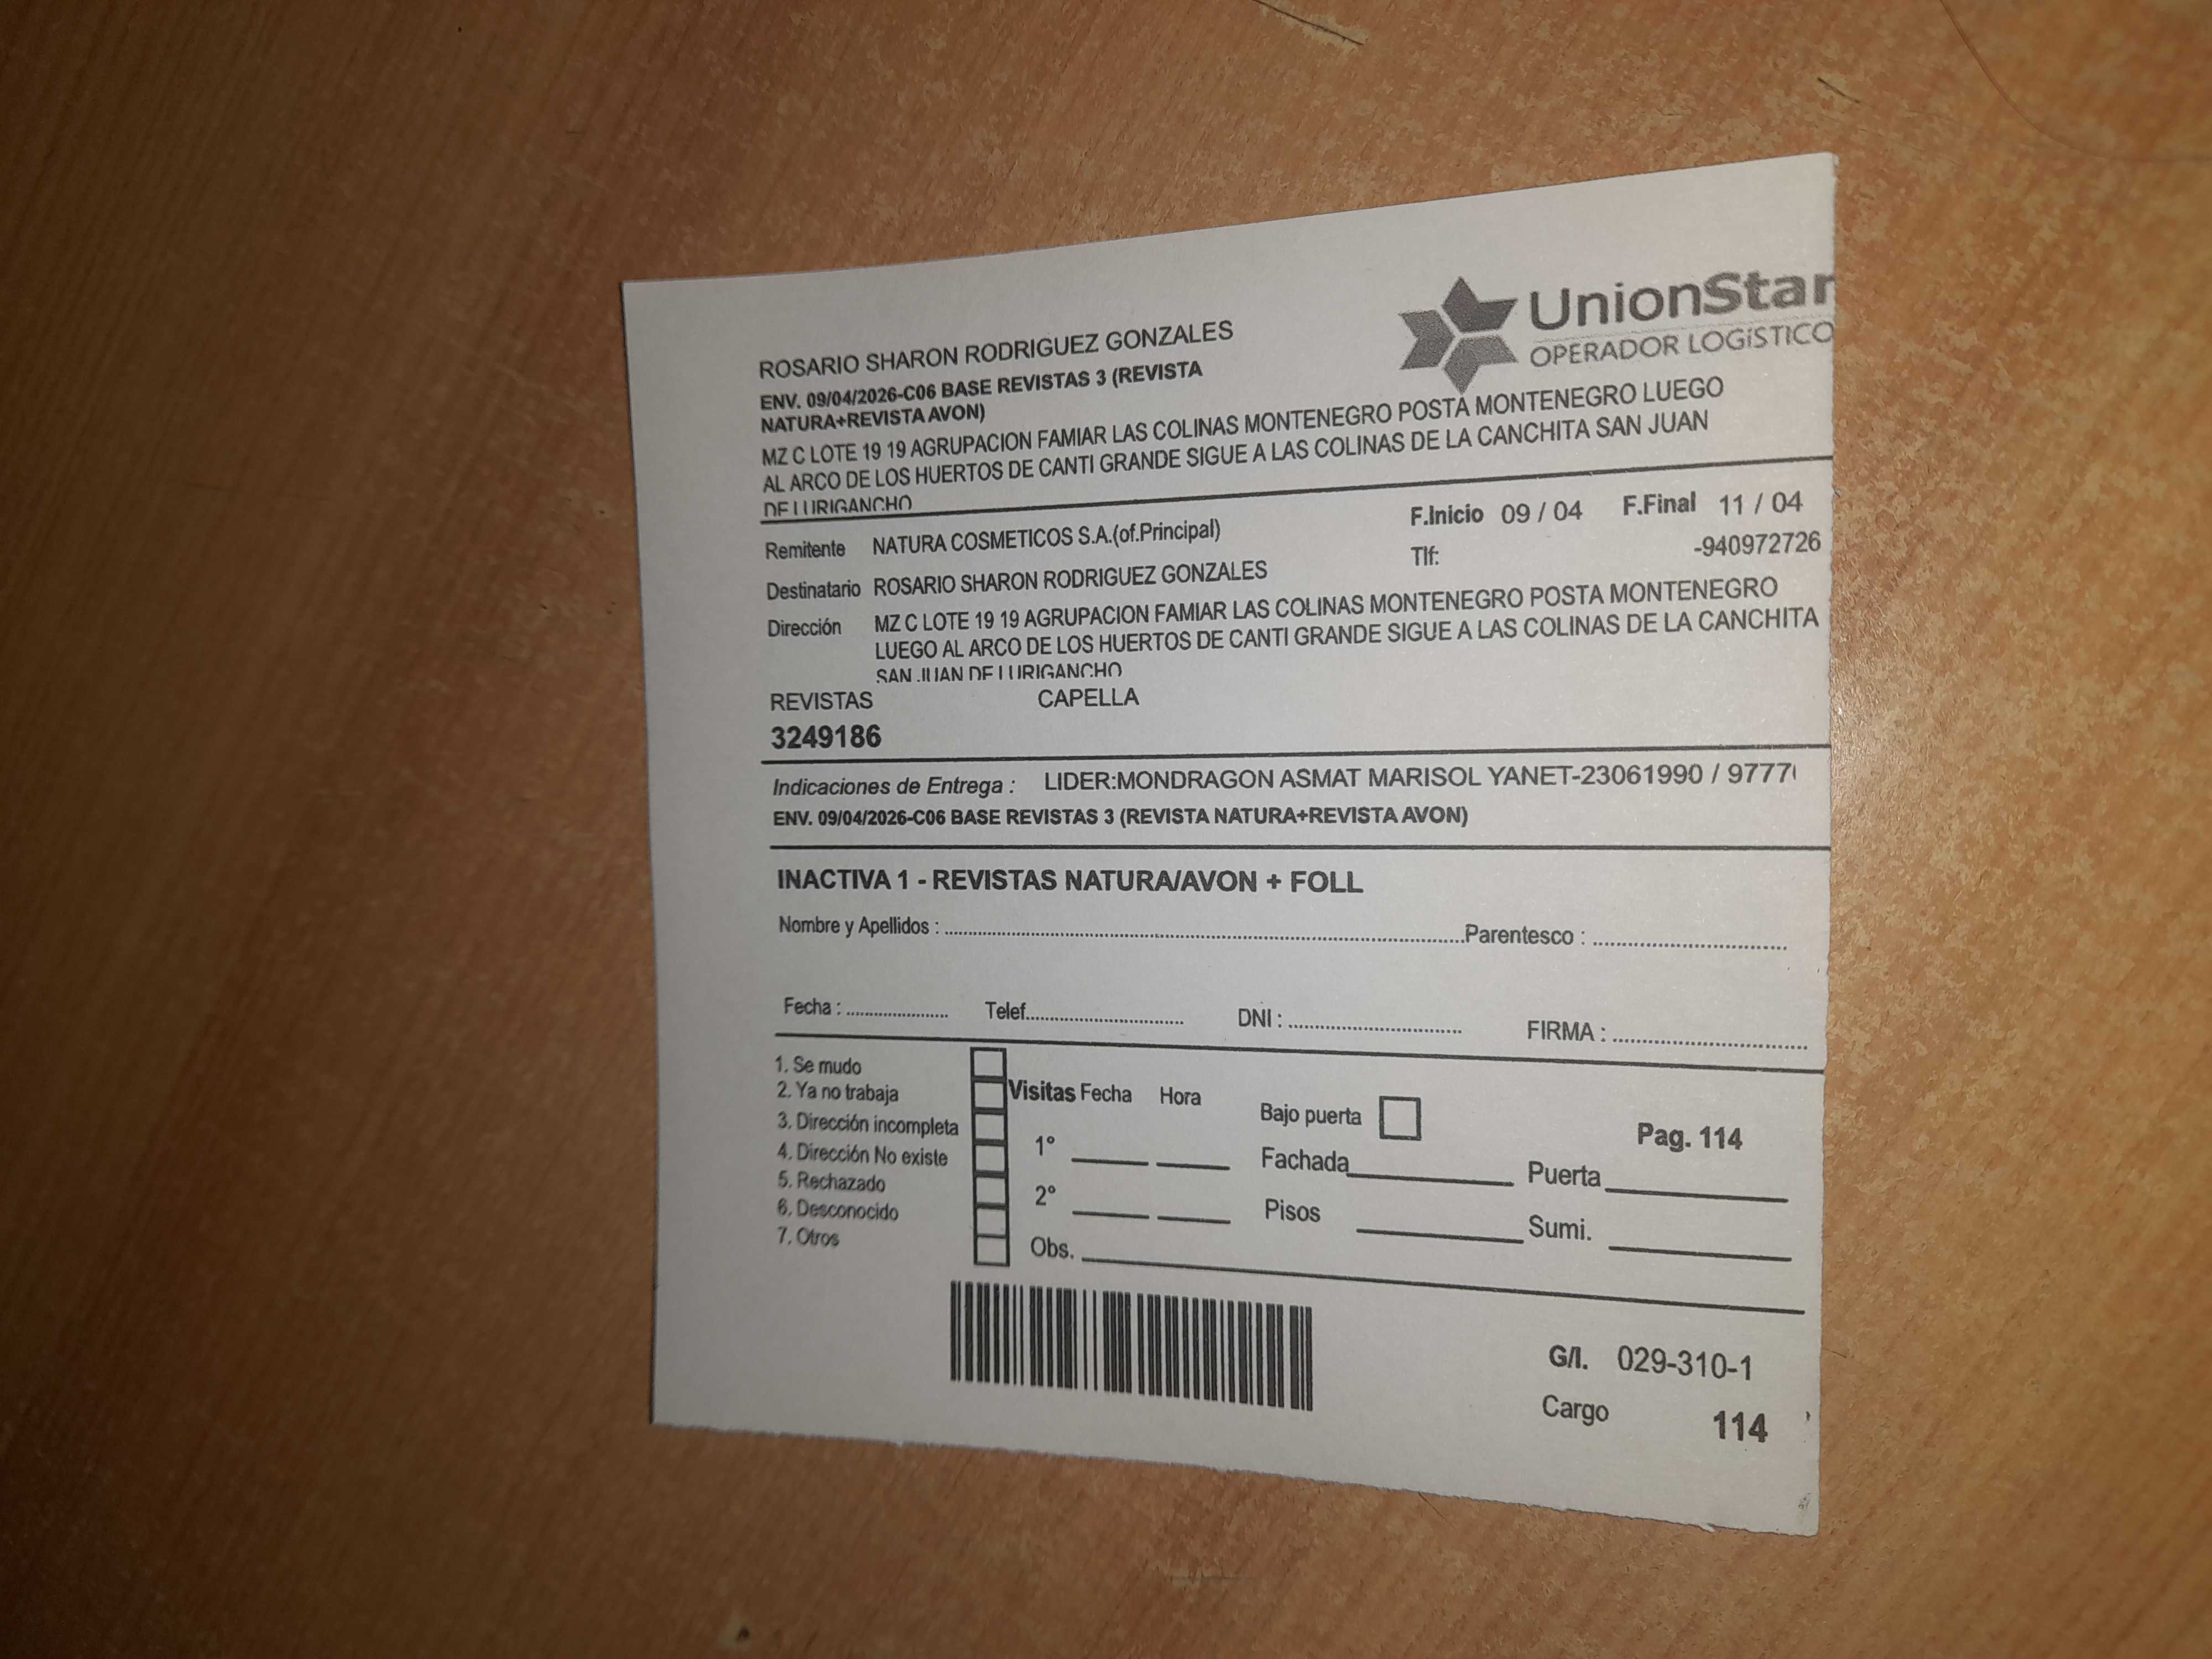 UnionStar
OPERADOR LOGÍSTICO
ROSARIO SHARON RODRIGUEZ GONZALES
ENV. 09/04/2026-C06 BASE REVISTAS 3 (REVISTA
NATURA+REVISTA AVON)
MZ C LOTE 19 19 AGRUPACION FAMIAR LAS COLINAS MONTENEGRO POSTA MONTENEGRO LUEGO
AL ARCO DE LOS HUERTOS DE CANTI GRANDE SIGUE A LAS COLINAS DE LA CANCHITA SAN JUAN
DE LURIGANCHO
F.Inicio 09 / 04 F.Final 11 / 04
Remitente NATURA COSMETICOS S.A.(of.Principal)
Tlf: -940972726
Destinatario ROSARIO SHARON RODRIGUEZ GONZALES
Dirección MZ C LOTE 19 19 AGRUPACION FAMIAR LAS COLINAS MONTENEGRO POSTA MONTENEGRO
LUEGO AL ARCO DE LOS HUERTOS DE CANTI GRANDE SIGUE A LAS COLINAS DE LA CANCHITA
SAN JUAN DE LURIGANCHO
REVISTAS CAPELLA
3249186
Indicaciones de Entrega : LIDER:MONDRAGON ASMAT MARISOL YANET-23061990 / 9777
ENV. 09/04/2026-C06 BASE REVISTAS 3 (REVISTA NATURA+REVISTA AVON)
INACTIVA 1 - REVISTAS NATURA/AVON + FOLL
Nombre y Apellidos : Parentesco :
Fecha : Telef. DNI : FIRMA :
1. Se mudo
2. Ya no trabaja
3. Dirección incompleta
4. Dirección No existe
5. Rechazado
6. Desconocido
7. Otros
Visitas Fecha Hora
1°
2°
Obs.
Bajo puerta
Fachada Puerta
Pisos Sumi.
Pag. 114
G/I. 029-310-1
Cargo 114